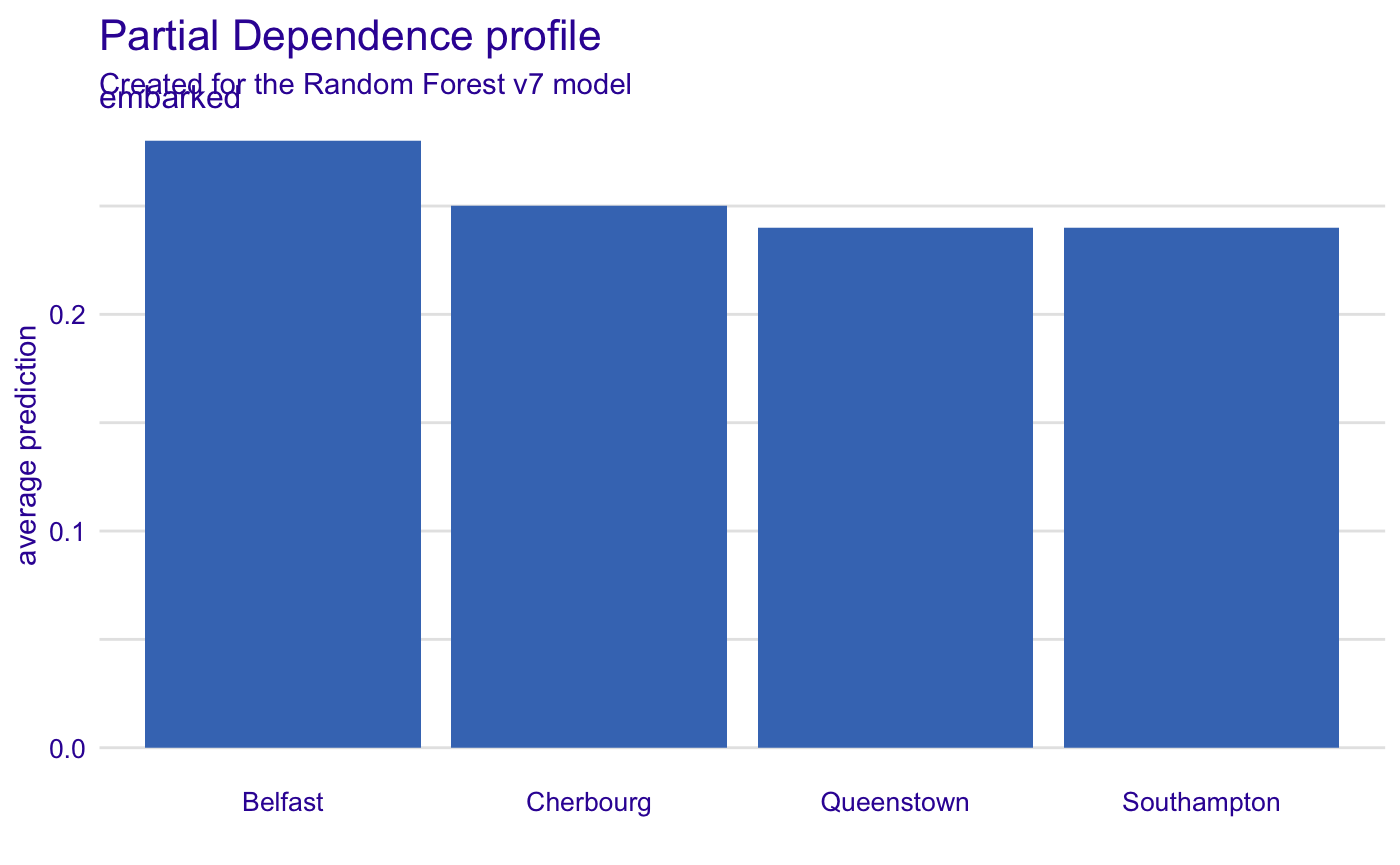 Partial Dependence profile
Created for the Random Forest v7 model
embarked
average prediction
0.2
0.1
0.0
Belfast
Cherbourg
Queenstown
Southampton